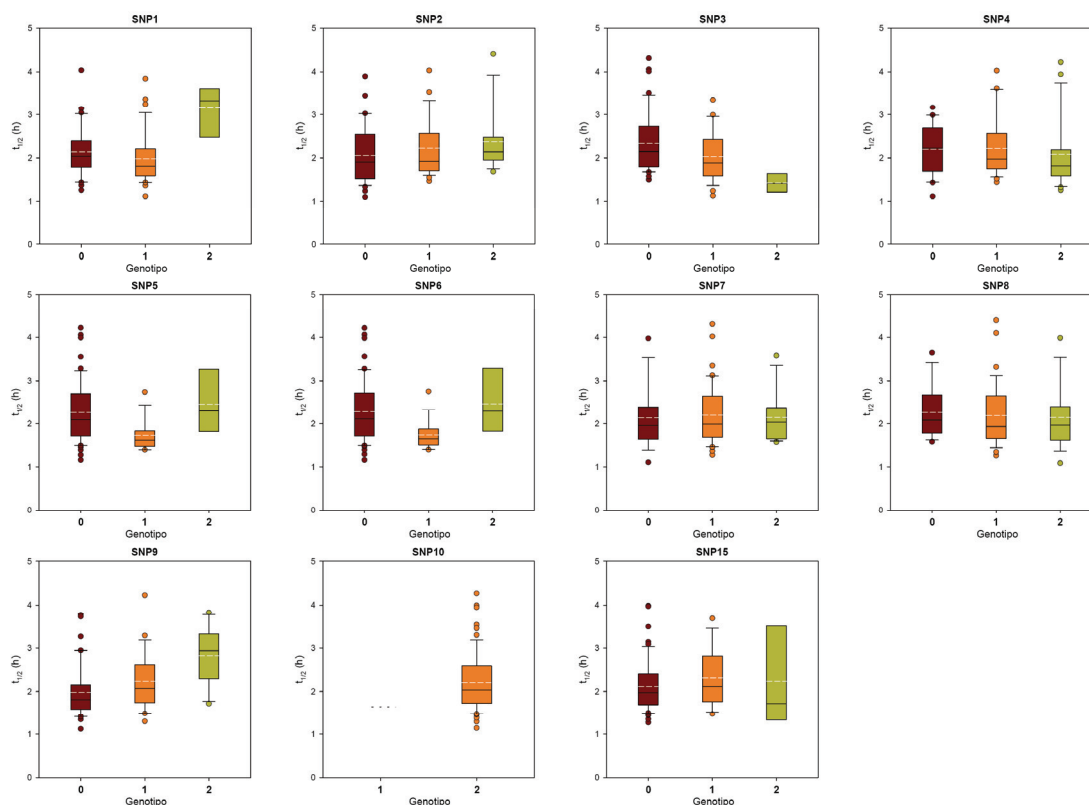 SNP1
5
4
3
2
1
0
t1/2 (h)
0 1 2
Genotipo
SNP2
5
4
3
2
1
0
t1/2 (h)
0 1 2
Genotipo
SNP3
5
4
3
2
1
0
t1/2 (h)
0 1 2
Genotipo
SNP4
5
4
3
2
1
0
t1/2 (h)
0 1 2
Genotipo
SNP5
5
4
3
2
1
0
t1/2 (h)
0 1 2
Genotipo
SNP6
5
4
3
2
1
0
t1/2 (h)
0 1 2
Genotipo
SNP7
5
4
3
2
1
0
t1/2 (h)
0 1 2
Genotipo
SNP8
5
4
3
2
1
0
t1/2 (h)
0 1 2
Genotipo
SNP9
5
4
3
2
1
0
t1/2 (h)
0 1 2
Genotipo
SNP10
5
4
3
2
1
0
t1/2 (h)
1 2
Genotipo
SNP15
5
4
3
2
1
0
t1/2 (h)
0 1 2
Genotipo